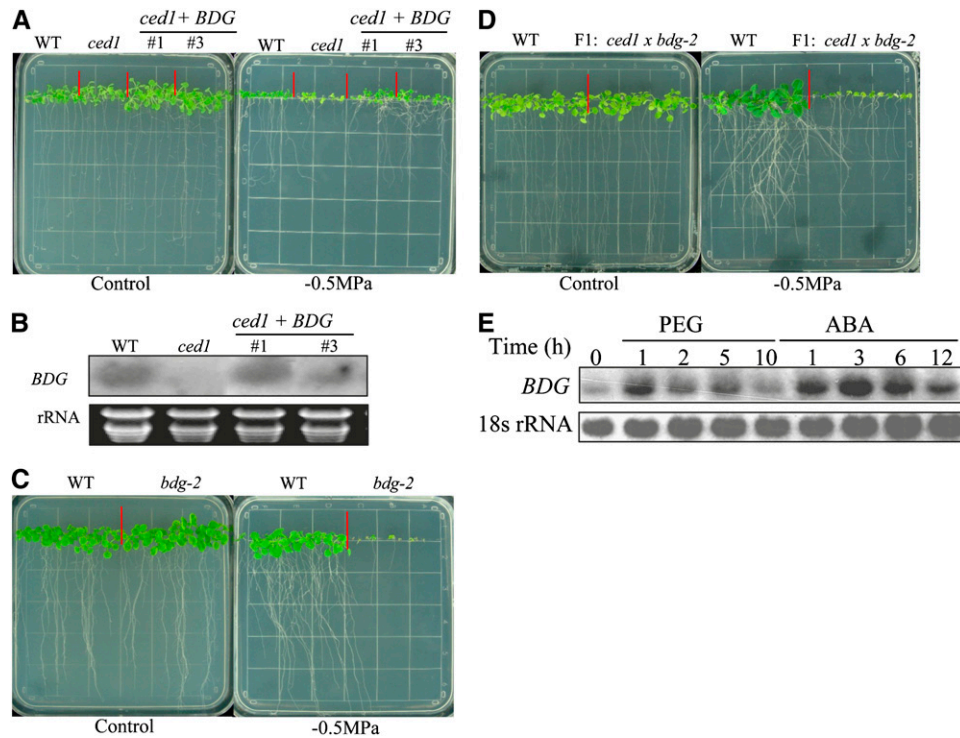 A
ced1 + BDG
WT ced1 #1 #3
ced1 + BDG
WT ced1 #1 #3
Control -0.5MPa
B
ced1 + BDG
WT ced1 #1 #3
BDG
rRNA
C
WT bdg-2 WT bdg-2
Control -0.5MPa
D
WT F1: ced1 x bdg-2 WT F1: ced1 x bdg-2
Control -0.5MPa
E
PEG ABA
Time (h) 0 1 2 5 10 1 3 6 12
BDG
18s rRNA